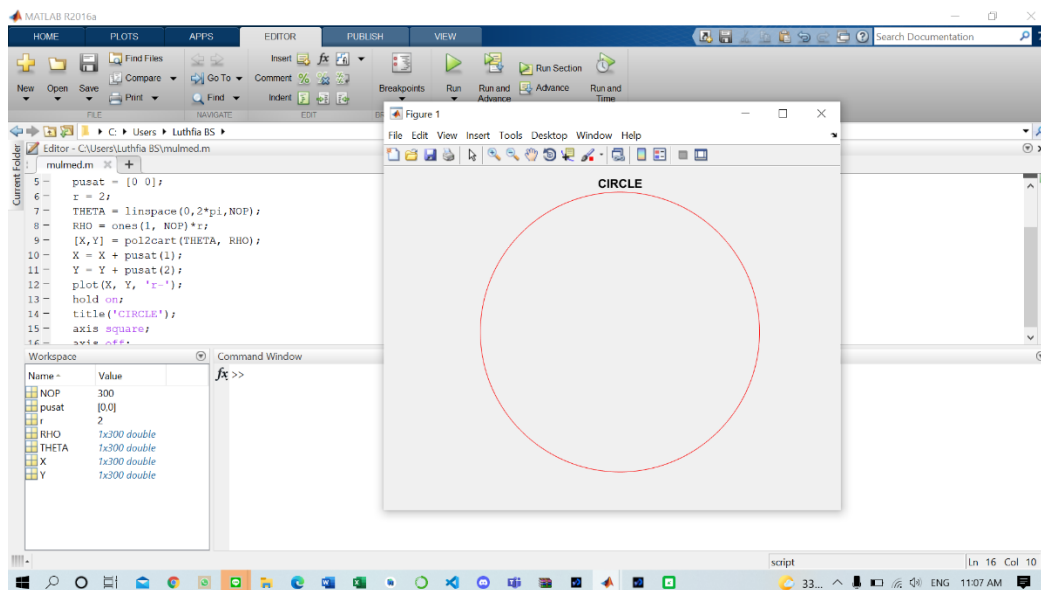 MATLAB R2016a
HOME PLOTS APPS EDITOR PUBLISH VIEW Search Documentation
New Open Save Find Files Compare Print
Go To Find
Insert Comment Indent
Breakpoints Run Run and Advance Run Section Advance Run and Time
FILE NAVIGATE EDIT
C: Users Luthfia BS
Current Folder
Editor - C:\Users\Luthfia BS\mulmed.m
mulmed.m
5 pusat = [0 0];
6 r = 2;
7 THETA = linspace(0,2*pi,NOP);
8 RHO = ones(1, NOP)*r;
9 [X,Y] = pol2cart(THETA, RHO);
10 X = X + pusat(1);
11 Y = Y + pusat(2);
12 plot(X, Y, 'r-');
13 hold on;
14 title('CIRCLE');
15 axis square;
16 axis off;
Figure 1
File Edit View Insert Tools Desktop Window Help
CIRCLE
Workspace
Name Value
NOP 300
pusat [0,0]
r 2
RHO 1x300 double
THETA 1x300 double
X 1x300 double
Y 1x300 double
Command Window
fx >>
script Ln 16 Col 10
33... ENG 11:07 AM